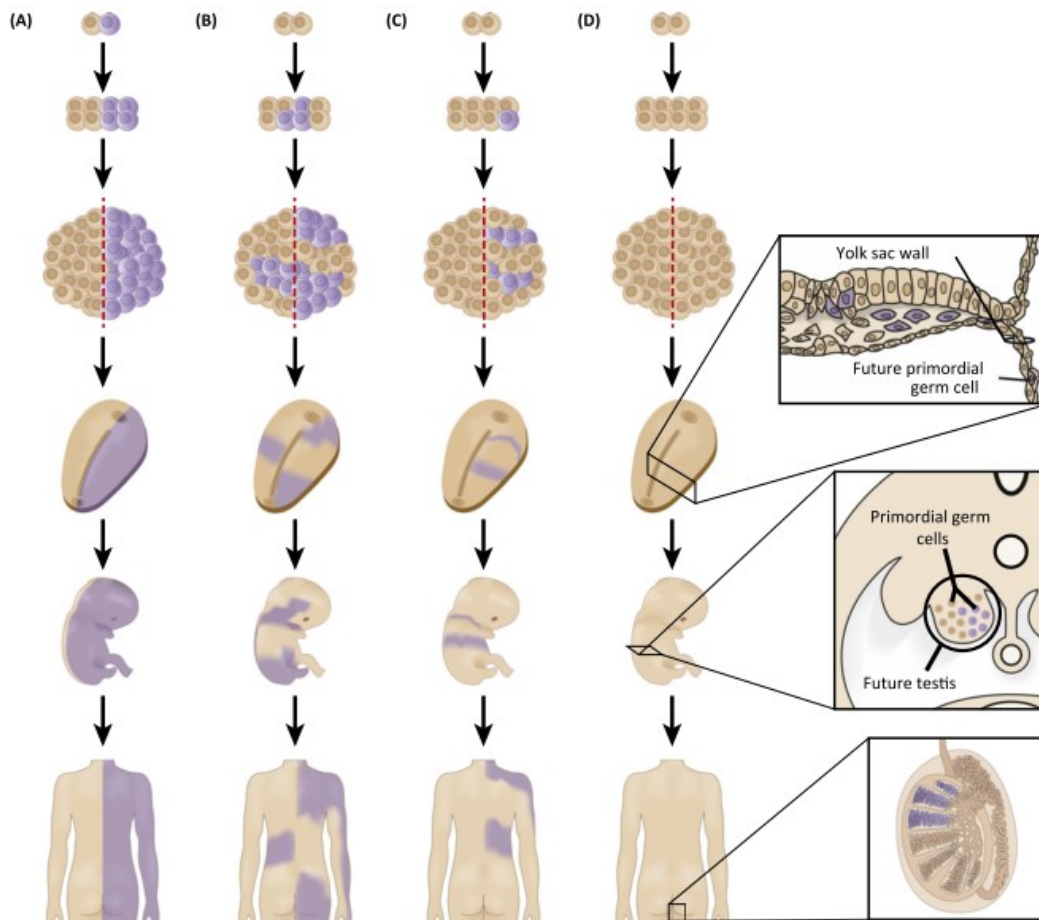 (A)
(B)
(C)
(D)
Yolk sac wall
Future primordial
germ cell
Primordial germ
cells
Future testis